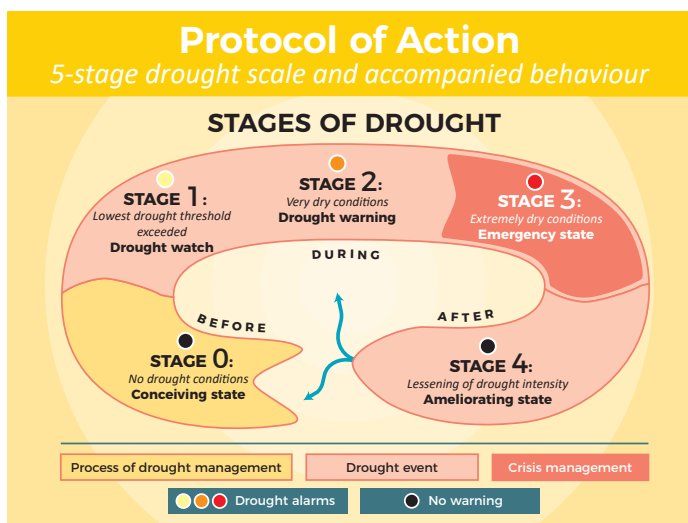 Protocol of Action
5-stage drought scale and accompanied behaviour
STAGES OF DROUGHT
STAGE 1:
Lowest drought threshold
exceeded
Drought watch
STAGE 2:
Very dry conditions
Drought warning
STAGE 3:
Extremely dry conditions
Emergency state
DURING
BEFORE
AFTER
STAGE 0:
No drought conditions
Conceiving state
STAGE 4:
Lessening of drought intensity
Ameliorating state
Process of drought management
Drought event
Crisis management
Drought alarms
No warning